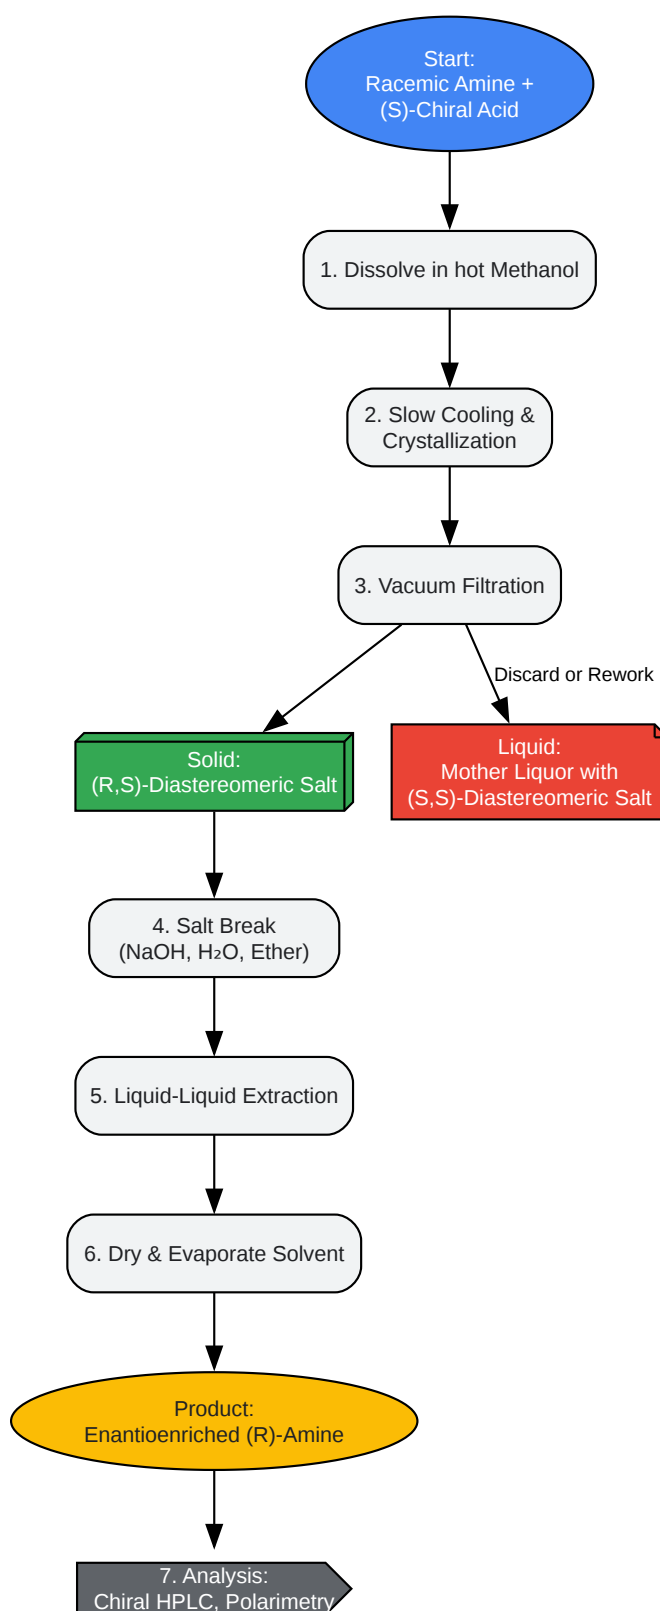 Start:
Racemic Amine +
(S)-Chiral Acid
1. Dissolve in hot Methanol
2. Slow Cooling &
Crystallization
3. Vacuum Filtration
Discard or Rework
Solid:
(R,S)-Diastereomeric Salt
Liquid:
Mother Liquor with
(S,S)-Diastereomeric Salt
4. Salt Break
(NaOH, H₂O, Ether)
5. Liquid-Liquid Extraction
6. Dry & Evaporate Solvent
Product:
Enantioenriched (R)-Amine
7. Analysis:
Chiral HPLC, Polarimetry